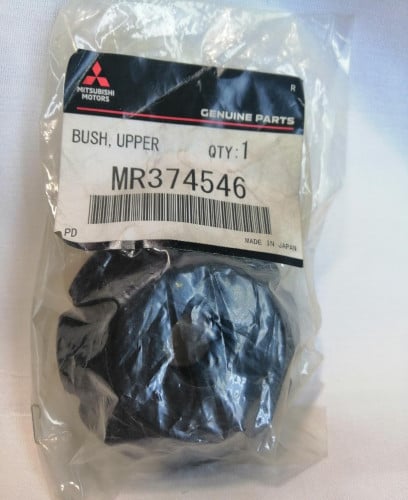 R
MITSUBISHI
MOTORS
GENUINE PARTS
BUSH, UPPER QTY:1
MR374546
PD
MADE IN JAPAN